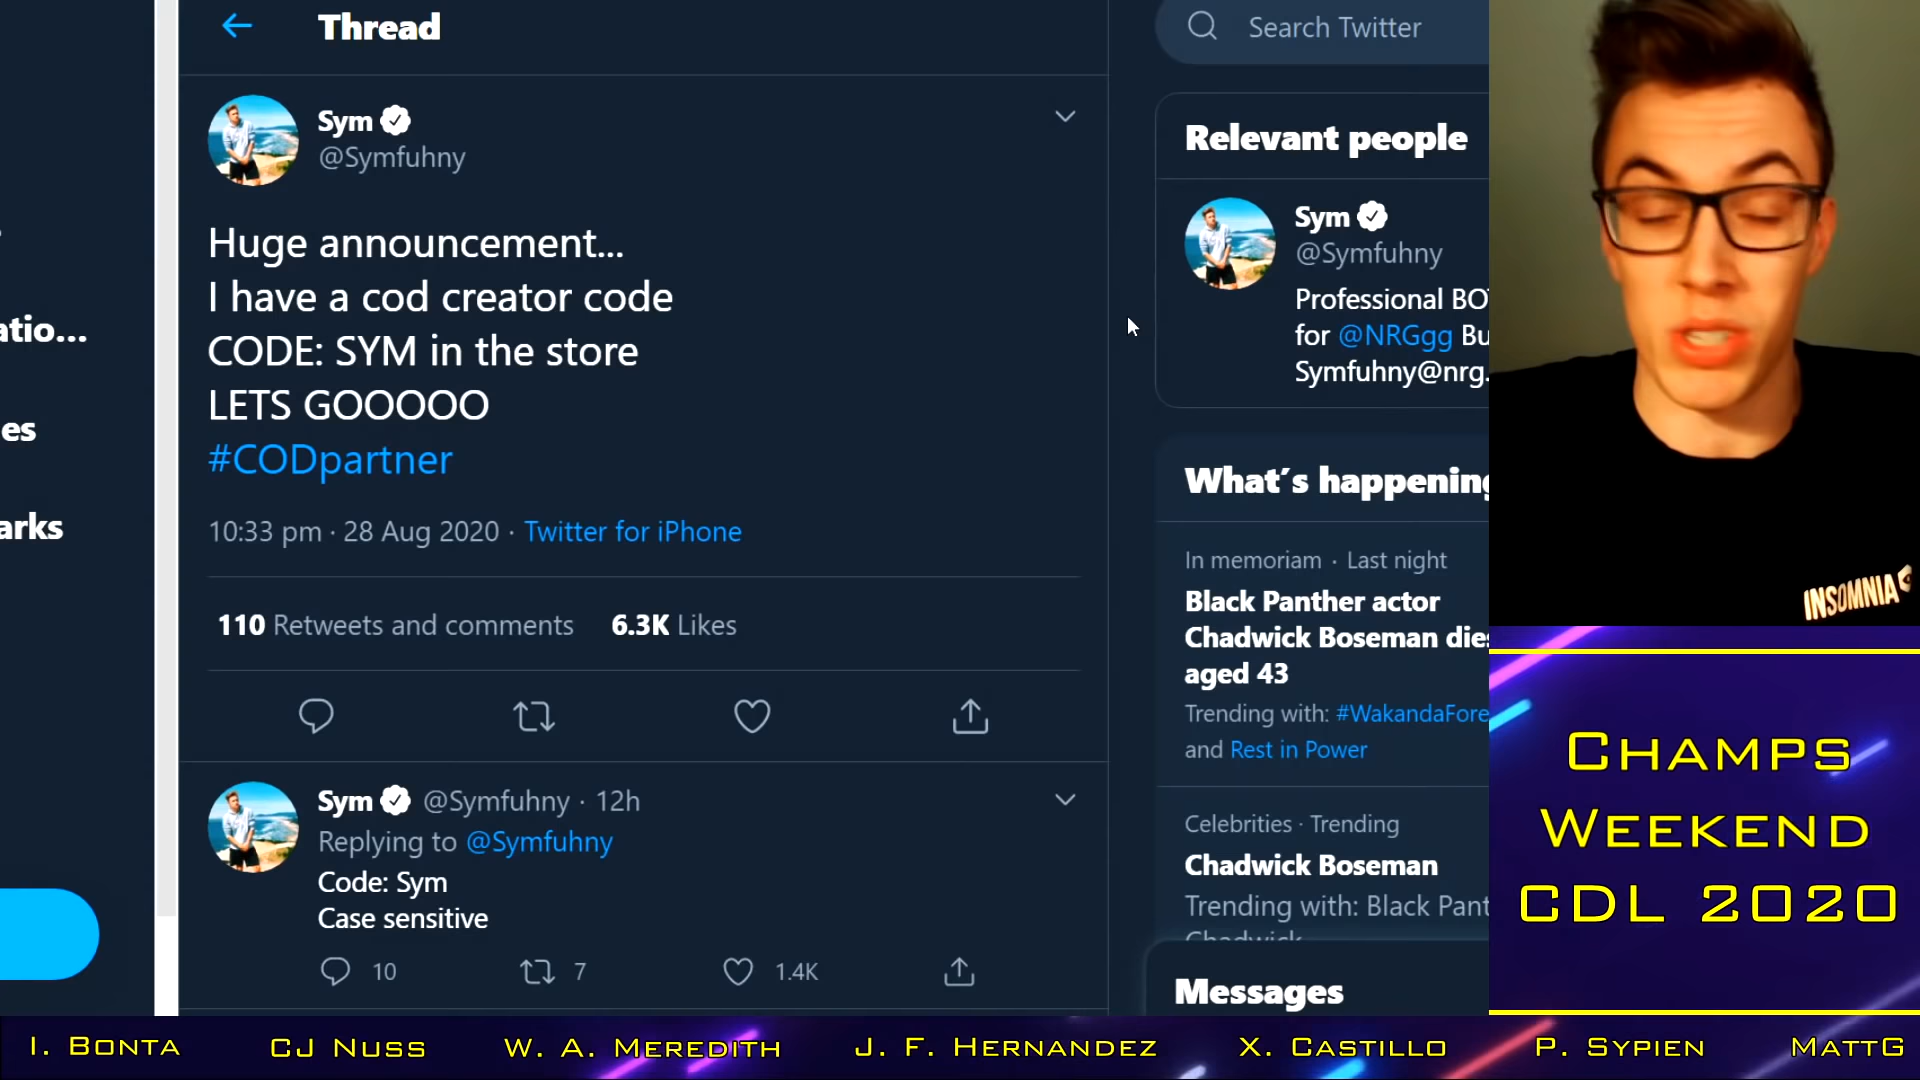 Thread
Sym
@Symfuhny
Huge announcement...
I have a cod creator code
CODE: SYM in the store
LETS GOOOOO
#CODpartner
10:33 pm · 28 Aug 2020 · Twitter for iPhone
110 Retweets and comments 6.3K Likes
Sym @Symfuhny · 12h
Replying to @Symfuhny
Code: Sym
Case sensitive
10 7 1.4K
atio...
es
arks
Search Twitter
Relevant people
Sym
@Symfuhny
Professional BO
for @NRGgg Bu
Symfuhny@nrg.
What's happening
In memoriam · Last night
Black Panther actor
Chadwick Boseman dies
aged 43
Trending with: #WakandaFore
and Rest in Power
Celebrities · Trending
Chadwick Boseman
Trending with: Black Pant
Chadwick
Messages
INSOMNIA
CHAMPS
WEEKEND
CDL 2020
I. BONTA CJ NUSS W. A. MEREDITH J. F. HERNANDEZ X. CASTILLO P. SYPIEN MATTG